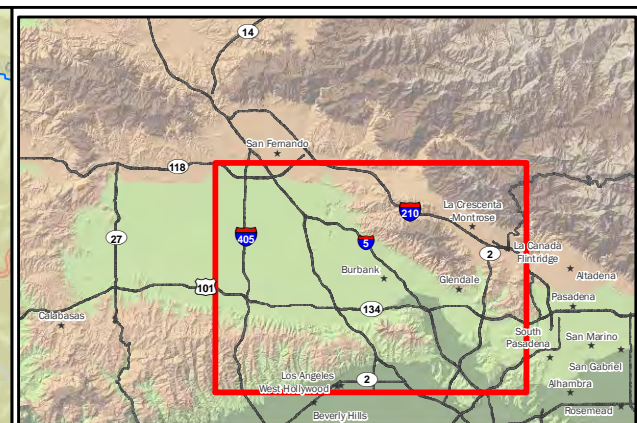 14
San Fernando
118
La Crescenta
-Montrose
210
27
405
5
2
La Canada
Flintridge
Burbank
Altadena
101
Glendale
Pasadena
134
Calabasas
South
Pasadena
San Marino
San Gabriel
Los Angeles
West Hollywood
2
Alhambra
Beverly Hills
Rosemead